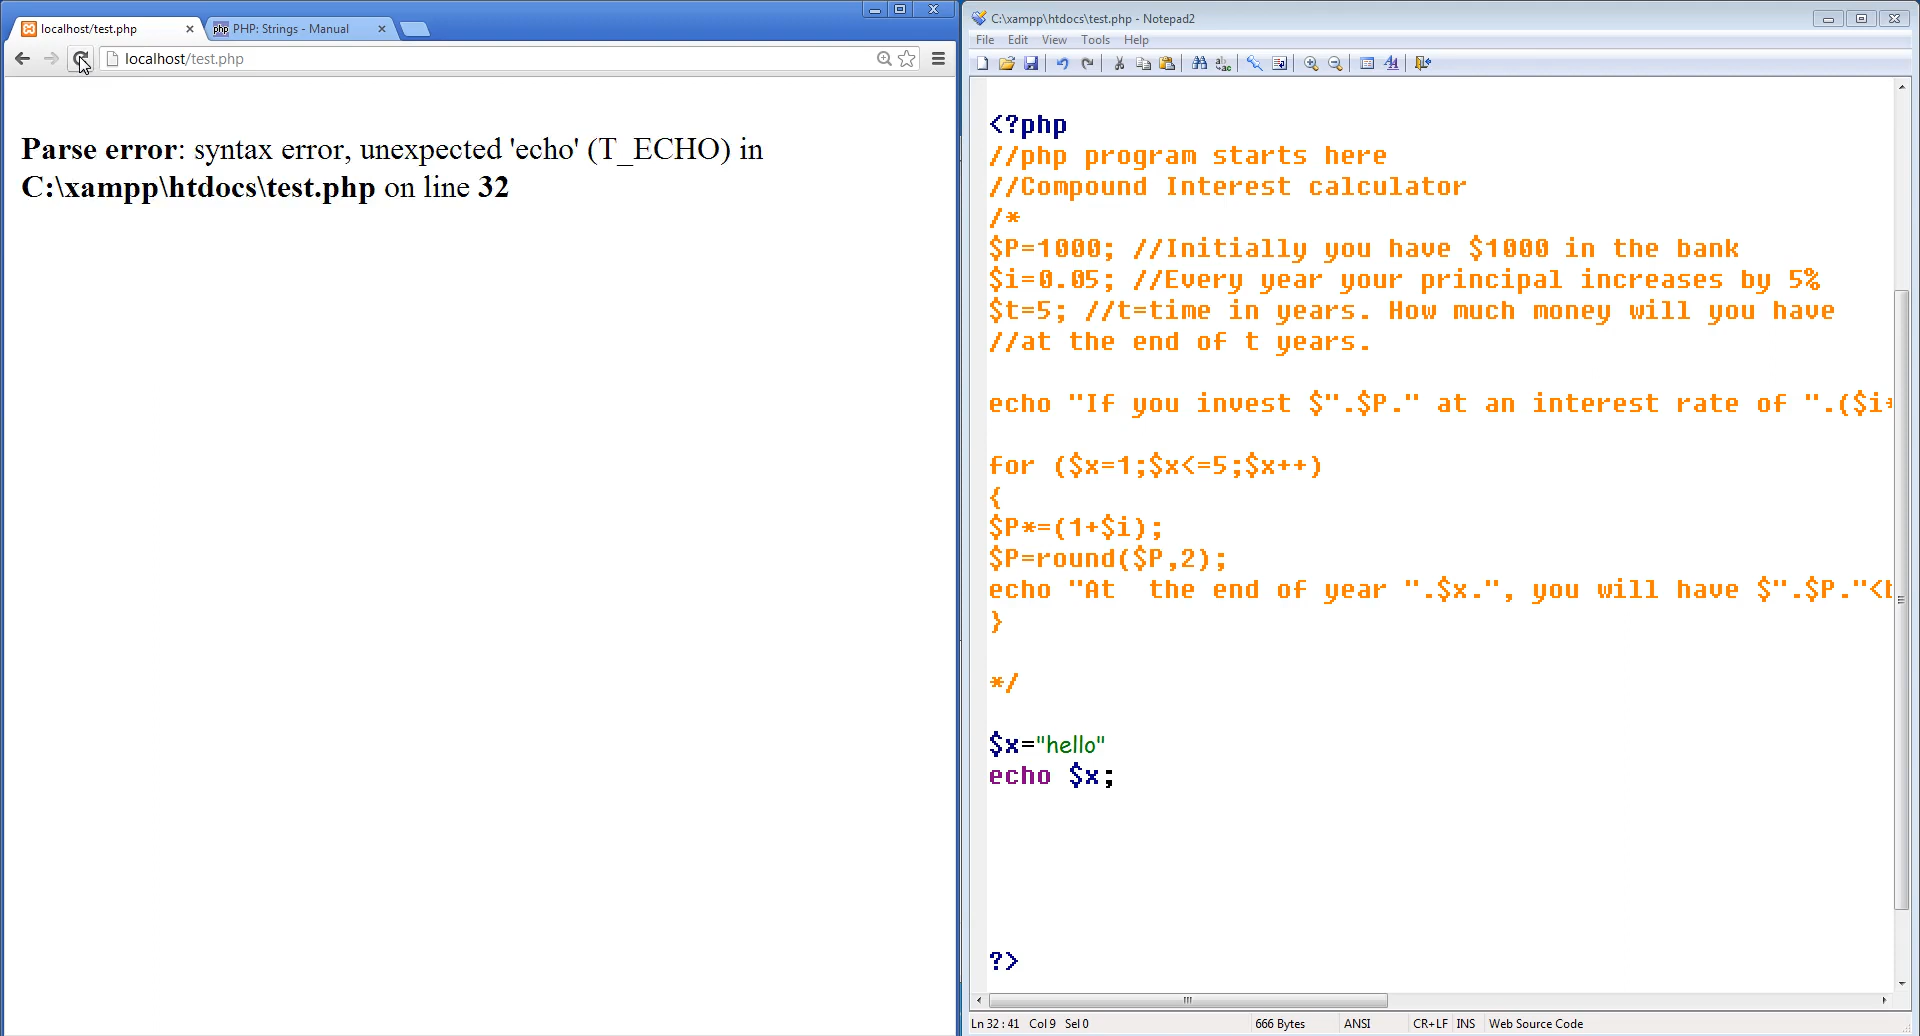 localhost/test.php
PHP: Strings - Manual
localhost/test.php
Parse error: syntax error, unexpected 'echo' (T_ECHO) in
C:\xampp\htdocs\test.php on line 32
C:\xampp\htdocs\test.php - Notepad2
File Edit View Tools Help
<?php
//php program starts here
//Compound Interest calculator
/*
$P=1000; //Initially you have $1000 in the bank
$i=0.05; //Every year your principal increases by 5%
$t=5; //t=time in years. How much money will you have
//at the end of t years.
echo "If you invest $".$P." at an interest rate of ".($i*
for ($x=1;$x<=5;$x++)
{
$P*=(1+$i);
$P=round($P,2);
echo "At  the end of year ".$x.", you will have $".$P."<b
}
*/
$x="hello"
echo $x;
?>
Ln 32 : 41 Col 9 Sel 0 666 Bytes ANSI CR+LF INS Web Source Code